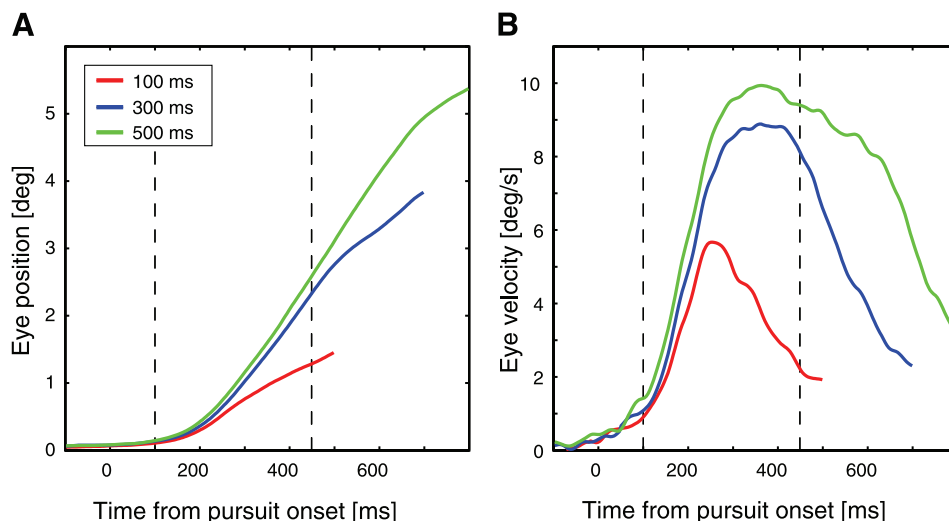 A
B
100 ms
300 ms
500 ms
Eye position [deg]
5
4
3
2
1
0
0 200 400 600
Time from pursuit onset [ms]
Eye velocity [deg/s]
10
8
6
4
2
0
0 200 400 600
Time from pursuit onset [ms]